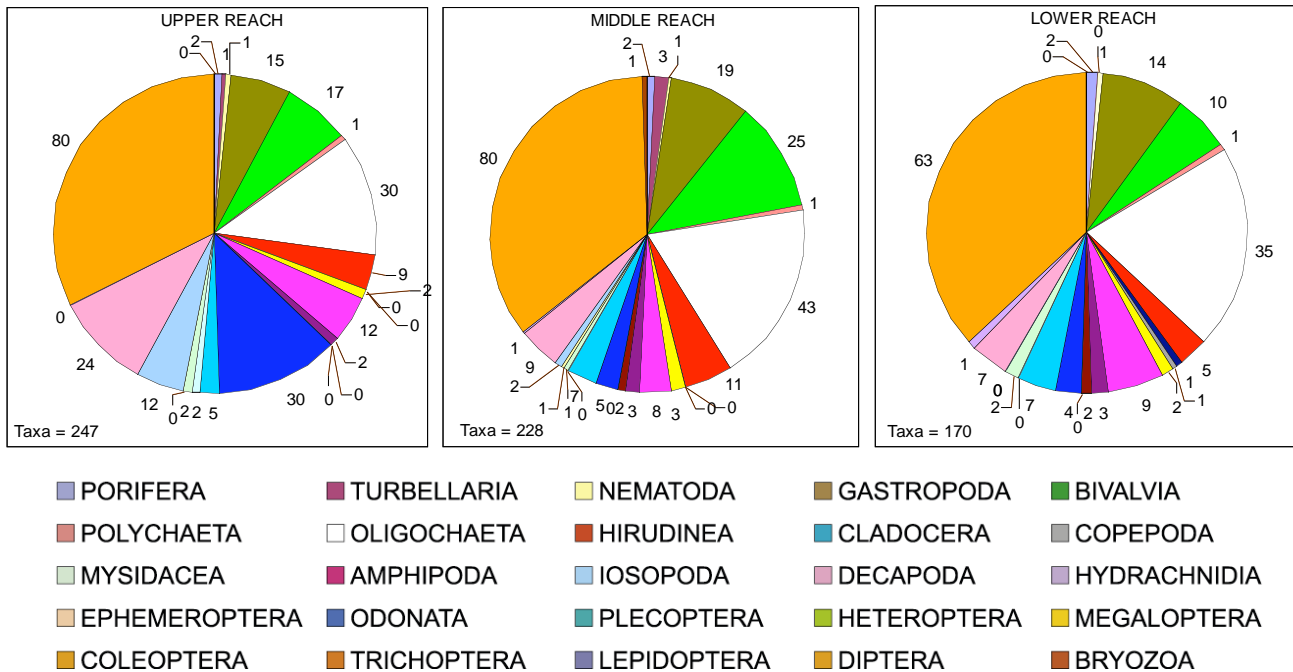 UPPER REACH
0 2 1 1 15 17 1 30 9 2 0 0 12 2 0 0 30 5 2 2 0 12 24 0 80
Taxa = 247
MIDDLE REACH
1 2 3 1 19 25 1 43 11 0 0 3 8 3 2 0 5 0 7 1 1 2 9 1 80
Taxa = 228
LOWER REACH
0 2 0 1 14 10 1 35 5 1 1 2 9 3 2 0 4 7 0 2 0 0 7 1 63
Taxa = 170
PORIFERA TURBELLARIA NEMATODA GASTROPODA BIVALVIA
POLYCHAETA OLIGOCHAETA HIRUDINEA CLADOCERA COPEPODA
MYSIDACEA AMPHIPODA IOSOPODA DECAPODA HYDRACHNIDIA
EPHEMEROPTERA ODONATA PLECOPTERA HETEROPTERA MEGALOPTERA
COLEOPTERA TRICHOPTERA LEPIDOPTERA DIPTERA BRYOZOA